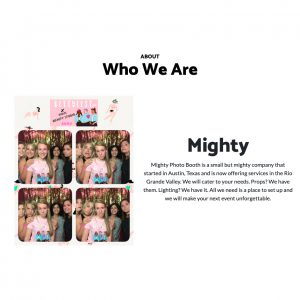 ABOUT
Who We Are
Mighty
Mighty Photo Booth is a small but mighty company that
started in Austin, Texas and is now offering services in the Rio
Grande Valley. We will cater to your needs. Props? We have
them. Lighting? We have it. All we need is a place to set up and
we will make your next event unforgettable.